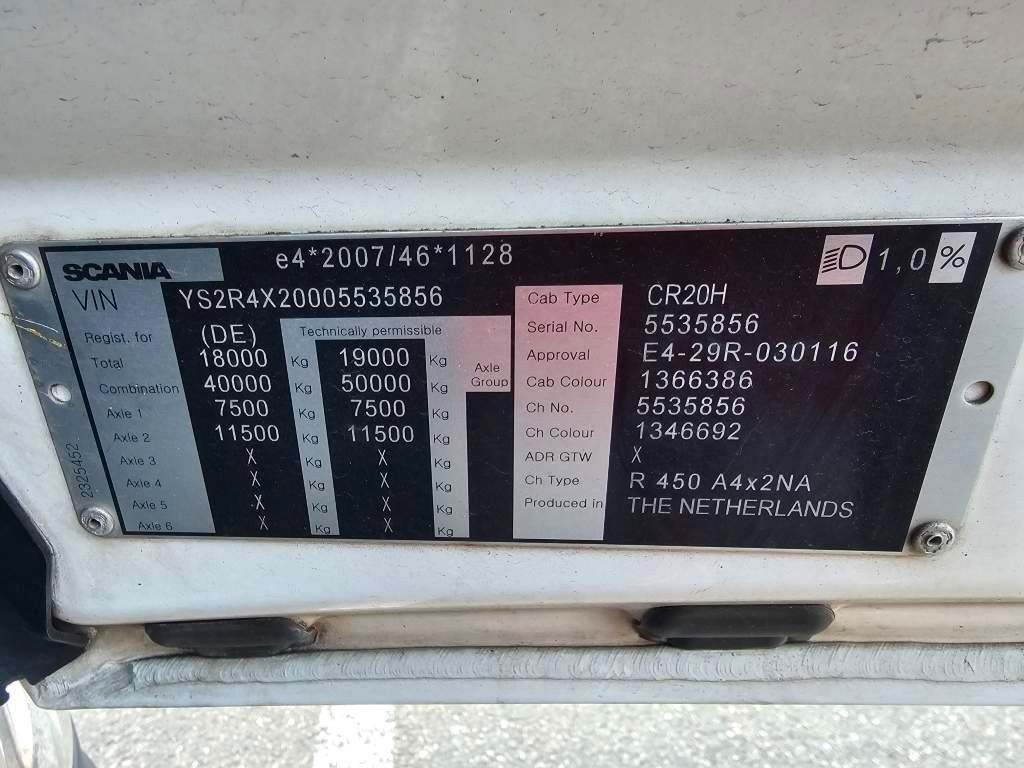 SCANIA e4*2007/46*1128 1,0%
VIN YS2R4X20005535856
Regist. for (DE) Technically permissible
Total 18000 Kg 19000 Kg Axle Group
Combination 40000 Kg 50000 Kg
Axle 1 7500 Kg 7500 Kg
Axle 2 11500 Kg 11500 Kg
Axle 3 X Kg X Kg
Axle 4 X Kg X Kg
Axle 5 X Kg X Kg
Axle 6 X Kg X Kg
2325452
Cab Type CR20H
Serial No. 5535856
Approval E4-29R-030116
Cab Colour 1366386
Ch No. 5535856
Ch Colour 1346692
ADR GTW X
Ch Type R 450 A4x2NA
Produced in THE NETHERLANDS